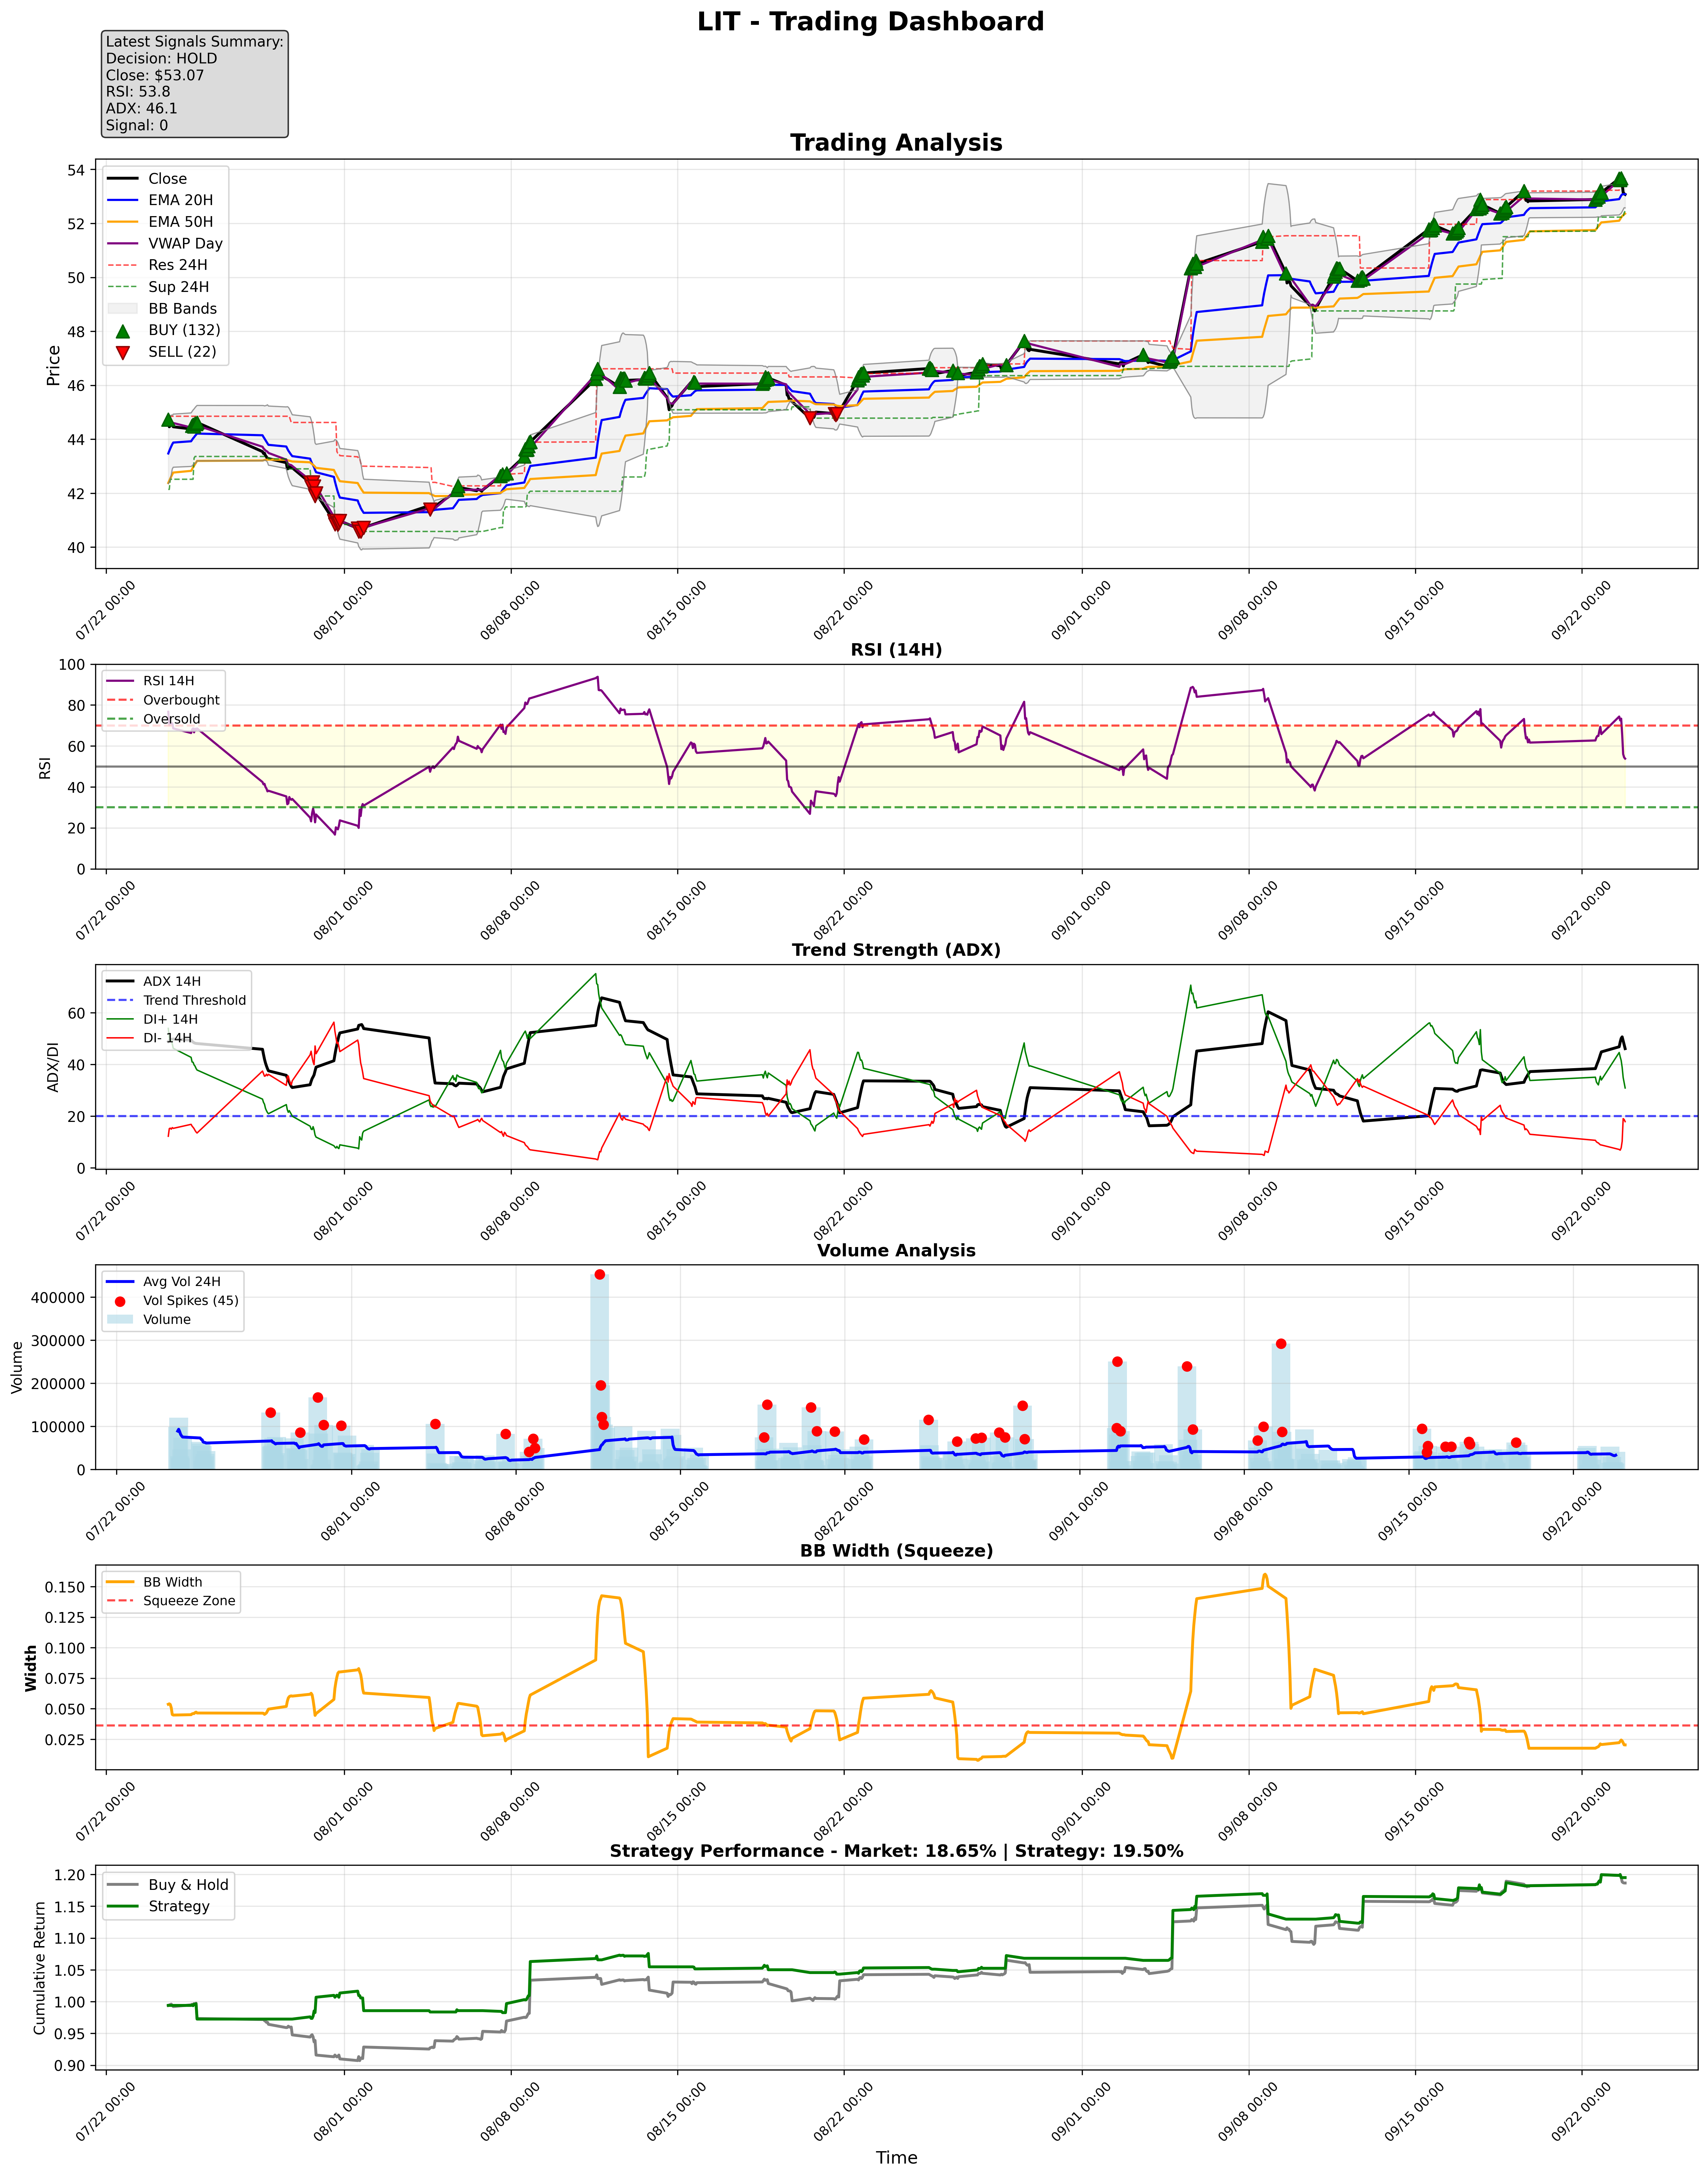 LIT - Trading Dashboard
Latest Signals Summary:
Decision: HOLD
Close: $53.07
RSI: 53.8
ADX: 46.1
Signal: 0
Trading Analysis
Close
EMA 20H
EMA 50H
VWAP Day
Res 24H
Sup 24H
BB Bands
BUY (132)
SELL (22)
Price
54
52
50
48
46
44
42
40
07/22 00:00
08/01 00:00
08/08 00:00
08/15 00:00
08/22 00:00
09/01 00:00
09/08 00:00
09/15 00:00
09/22 00:00
RSI (14H)
RSI 14H
Overbought
Oversold
RSI
100
80
60
40
20
0
07/22 00:00
08/01 00:00
08/08 00:00
08/15 00:00
08/22 00:00
09/01 00:00
09/08 00:00
09/15 00:00
09/22 00:00
Trend Strength (ADX)
ADX 14H
Trend Threshold
DI+ 14H
DI- 14H
ADX/DI
60
40
20
0
07/22 00:00
08/01 00:00
08/08 00:00
08/15 00:00
08/22 00:00
09/01 00:00
09/08 00:00
09/15 00:00
09/22 00:00
Volume Analysis
Avg Vol 24H
Vol Spikes (45)
Volume
Volume
400000
300000
200000
100000
0
07/22 00:00
08/01 00:00
08/08 00:00
08/15 00:00
08/22 00:00
09/01 00:00
09/08 00:00
09/15 00:00
09/22 00:00
BB Width (Squeeze)
BB Width
Squeeze Zone
Width
0.150
0.125
0.100
0.075
0.050
0.025
07/22 00:00
08/01 00:00
08/08 00:00
08/15 00:00
08/22 00:00
09/01 00:00
09/08 00:00
09/15 00:00
09/22 00:00
Strategy Performance - Market: 18.65% | Strategy: 19.50%
Buy & Hold
Strategy
Cumulative Return
1.20
1.15
1.10
1.05
1.00
0.95
0.90
07/22 00:00
08/01 00:00
08/08 00:00
08/15 00:00
08/22 00:00
09/01 00:00
09/08 00:00
09/15 00:00
09/22 00:00
Time